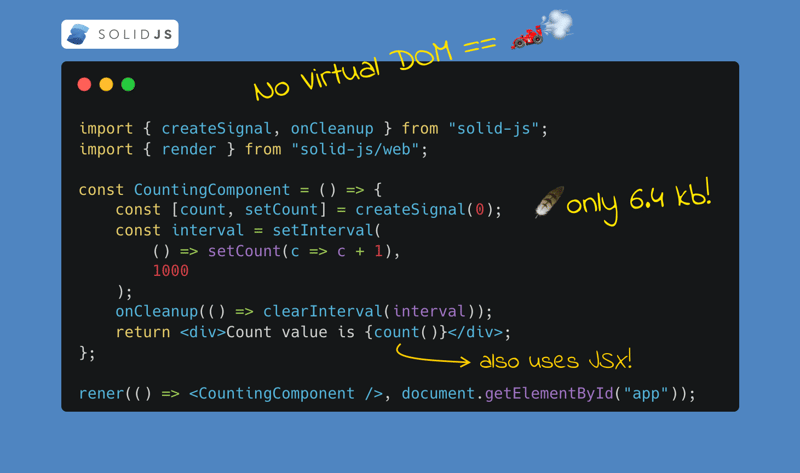 SOLIDJS
No virtual DOM ==
import { createSignal, onCleanup } from "solid-js";
import { render } from "solid-js/web";
const CountingComponent = () => {
const [count, setCount] = createSignal(0);
only 6.4 kb!
const interval = setInterval(
() => setCount(c => c + 1),
1000
);
onCleanup(() => clearInterval(interval));
return <div>Count value is {count()}</div>;
};
also uses JSX!
rener(() => <CountingComponent />, document.getElementById("app"));